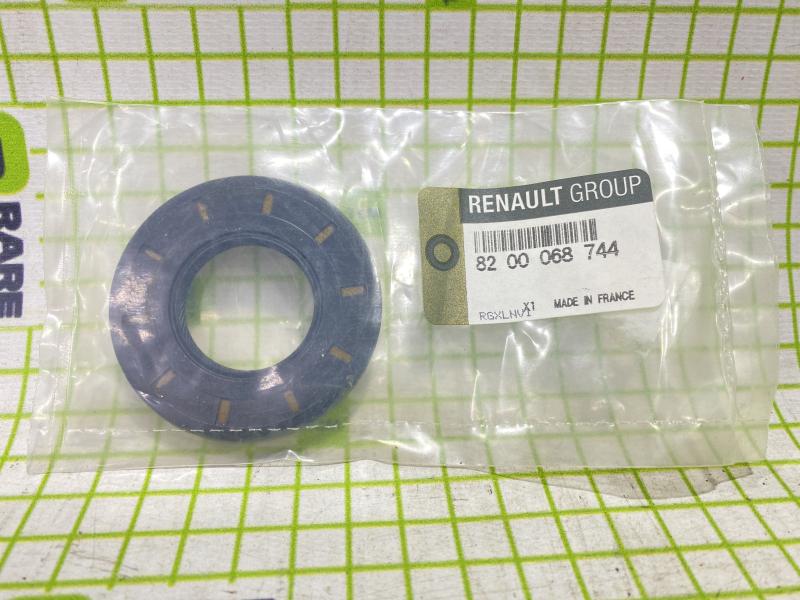 RARE
RENAULT GROUP
82 00 068 744
X1 MADE IN FRANCE
RGXLNV1